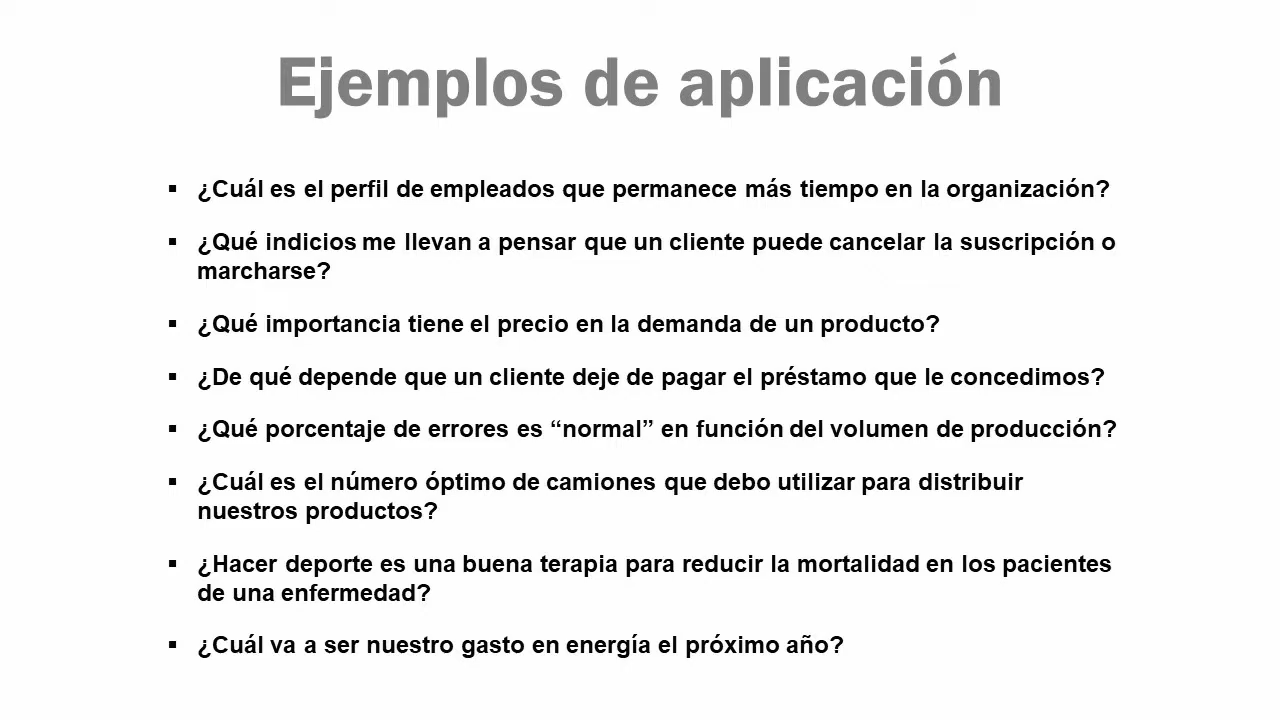 Ejemplos de aplicación
▪ ¿Cuál es el perfil de empleados que permanece más tiempo en la organización?
▪ ¿Qué indicios me llevan a pensar que un cliente puede cancelar la suscripción o
marcharse?
▪ ¿Qué importancia tiene el precio en la demanda de un producto?
▪ ¿De qué depende que un cliente deje de pagar el préstamo que le concedimos?
▪ ¿Qué porcentaje de errores es “normal” en función del volumen de producción?
▪ ¿Cuál es el número óptimo de camiones que debo utilizar para distribuir
nuestros productos?
▪ ¿Hacer deporte es una buena terapia para reducir la mortalidad en los pacientes
de una enfermedad?
▪ ¿Cuál va a ser nuestro gasto en energía el próximo año?